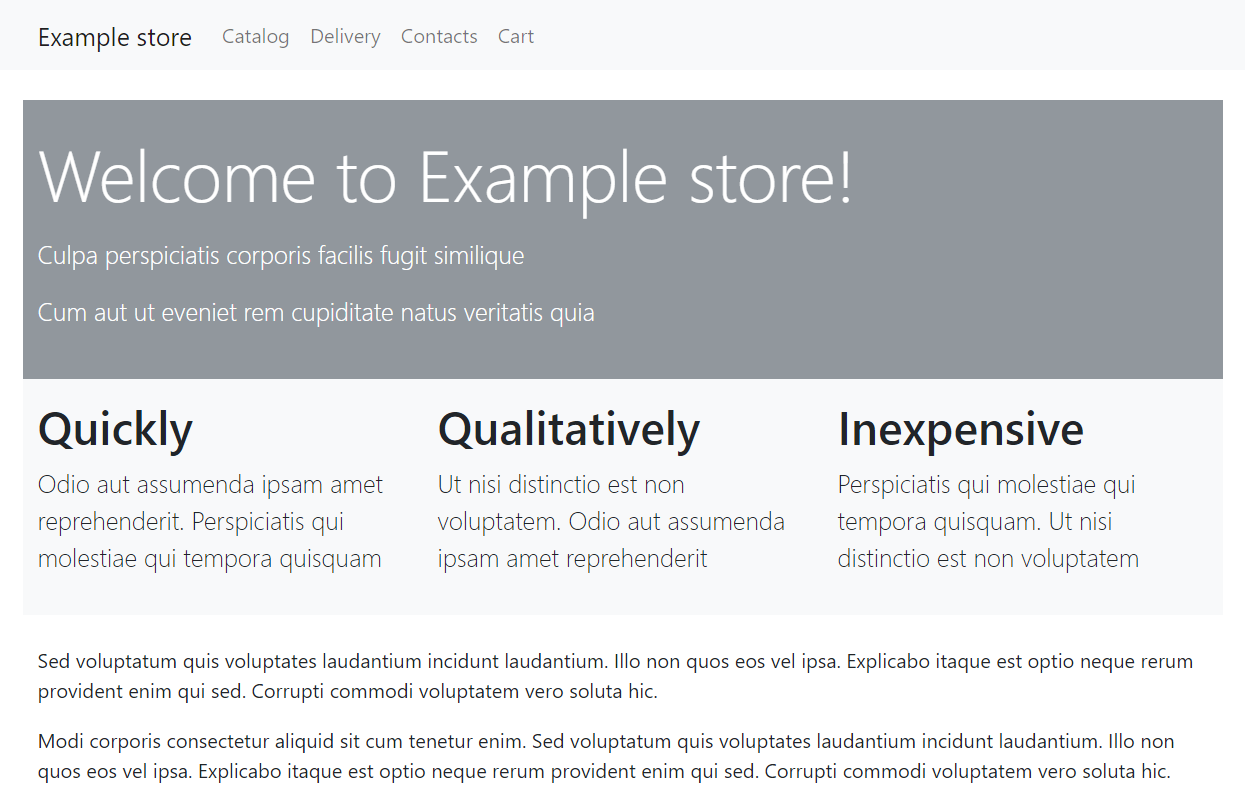 Example store Catalog Delivery Contacts Cart
Welcome to Example store!
Culpa perspiciatis corporis facilis fugit similique
Cum aut ut eveniet rem cupiditate natus veritatis quia
Quickly
Odio aut assumenda ipsam amet
reprehenderit. Perspiciatis qui
molestiae qui tempora quisquam
Qualitatively
Ut nisi distinctio est non
voluptatem. Odio aut assumenda
ipsam amet reprehenderit
Inexpensive
Perspiciatis qui molestiae qui
tempora quisquam. Ut nisi
distinctio est non voluptatem
Sed voluptatum quis voluptates laudantium incidunt laudantium. Illo non quos eos vel ipsa. Explicabo itaque est optio neque rerum
provident enim qui sed. Corrupti commodi voluptatem vero soluta hic.
Modi corporis consectetur aliquid sit cum tenetur enim. Sed voluptatum quis voluptates laudantium incidunt laudantium. Illo non
quos eos vel ipsa. Explicabo itaque est optio neque rerum provident enim qui sed. Corrupti commodi voluptatem vero soluta hic.